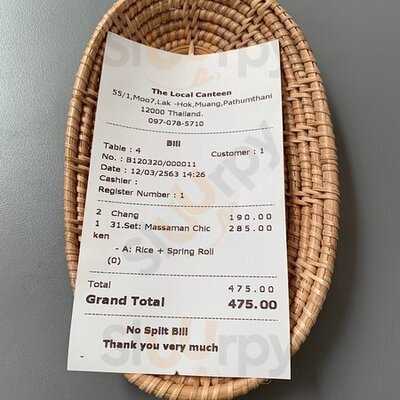 The Local Canteen
55/1,Moo7,Lak -Hok,Muang,Pathumthani
12000 Thailand.
097-078-5710
Bill
Table : 4 Customer : 1
No. : B120320/000011
Date : 12/03/2563 14:26
Cashier :
Register Number : 1
2 Chang 190.00
1 31.Set: Massaman Chic 285.00
ken
- A: Rice + Spring Roll
(0)
Total 475.00
Grand Total 475.00
No Split Bill
Thank you very much